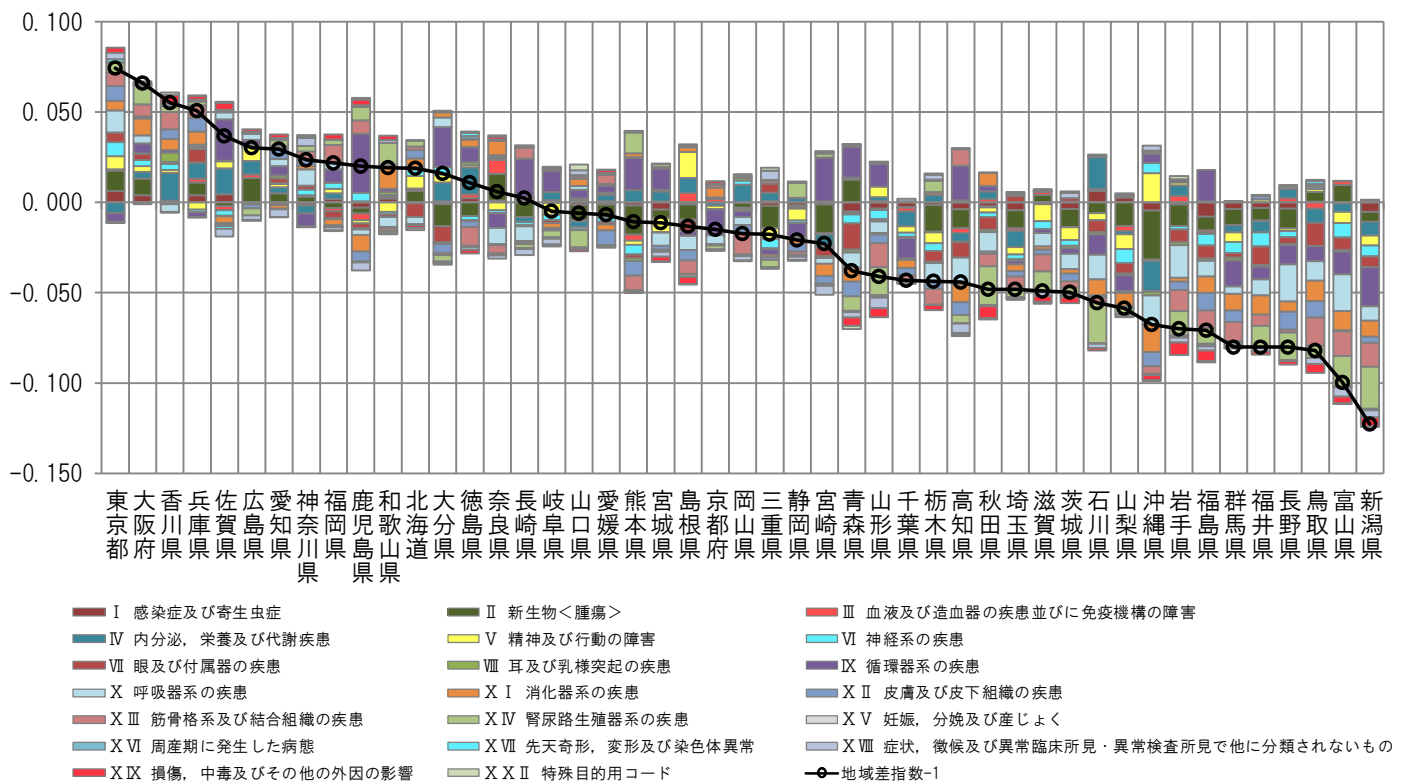 0.100
0.050
0.000
-0.050
-0.100
-0.150
東京都
大阪府
香川県
兵庫県
佐賀県
広島県
愛知県
神奈川県
福岡県
鹿児島県
和歌山県
北海道
大分県
徳島県
奈良県
長崎県
岐阜県
山口県
愛媛県
熊本県
宮城県
島根県
京都府
岡山県
三重県
静岡県
宮崎県
青森県
山形県
千葉県
栃木県
高知県
秋田県
埼玉県
滋賀県
茨城県
石川県
山梨県
沖縄県
岩手県
福島県
群馬県
福井県
長野県
鳥取県
富山県
新潟県
Ⅰ 感染症及び寄生虫症
Ⅱ 新生物＜腫瘍＞
Ⅲ 血液及び造血器の疾患並びに免疫機構の障害
Ⅳ 内分泌，栄養及び代謝疾患
Ⅴ 精神及び行動の障害
Ⅵ 神経系の疾患
Ⅶ 眼及び付属器の疾患
Ⅷ 耳及び乳様突起の疾患
Ⅸ 循環器系の疾患
Ⅹ 呼吸器系の疾患
ⅩⅠ 消化器系の疾患
ⅩⅡ 皮膚及び皮下組織の疾患
ⅩⅢ 筋骨格系及び結合組織の疾患
ⅩⅣ 腎尿路生殖器系の疾患
ⅩⅤ 妊娠，分娩及び産じょく
ⅩⅥ 周産期に発生した病態
ⅩⅦ 先天奇形，変形及び染色体異常
ⅩⅧ 症状，徴候及び異常臨床所見・異常検査所見で他に分類されないもの
ⅩⅨ 損傷，中毒及びその他の外因の影響
ⅩⅩⅡ 特殊目的用コード
地域差指数-1